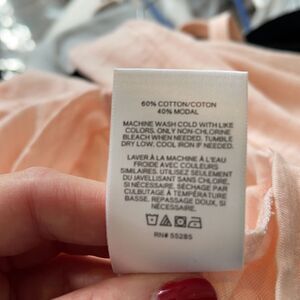 60% COTTON/COTON
40% MODAL
MACHINE WASH COLD WITH LIKE
COLORS. ONLY NON-CHLORINE
BLEACH WHEN NEEDED. TUMBLE
DRY LOW. COOL IRON IF NEEDED.
LAVER À LA MACHINE À L'EAU
FROIDE AVEC COULEURS
SIMILAIRES. UTILISEZ SEULEMENT
DU JAVELLISANT SANS CHLORE,
SI NÉCESSAIRE. SÉCHAGE PAR
CULBUTAGE À TEMPÉRATURE
BASSE. REPASSAGE DOUX, SI
NÉCESSAIRE.
RN# 55285